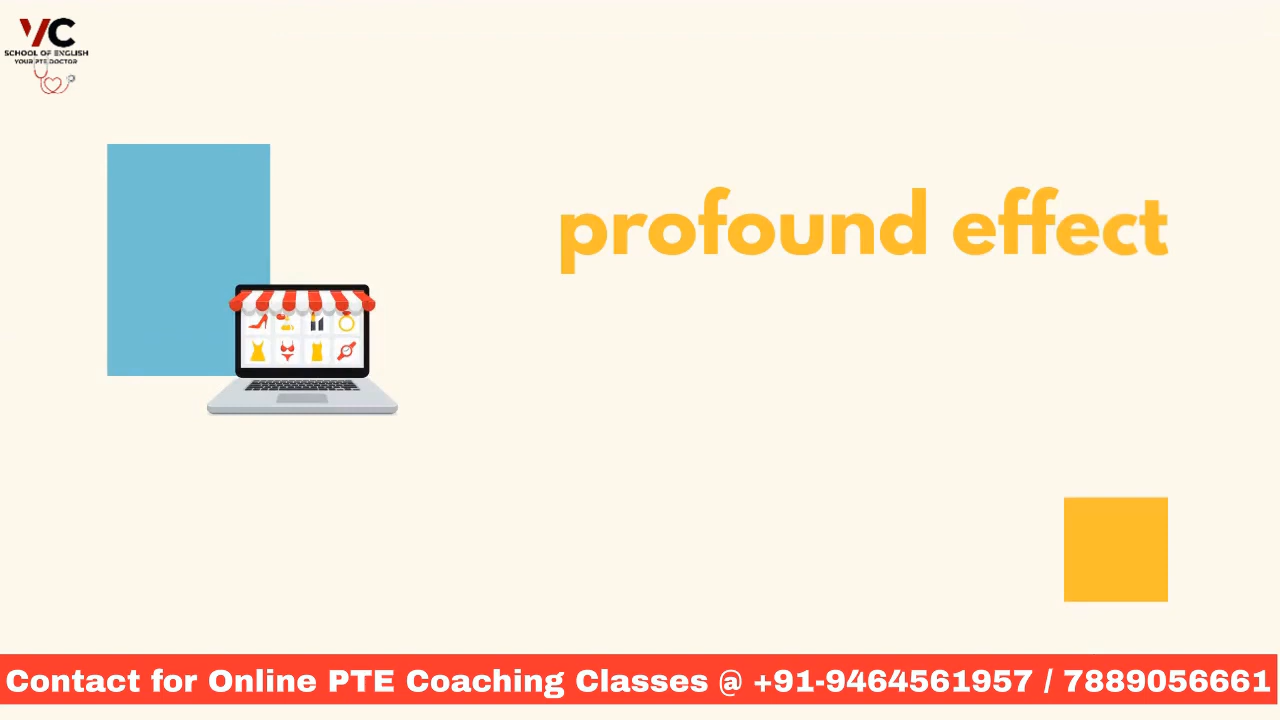 VC
SCHOOL OF ENGLISH
YOUR PTE DOCTOR
profound effect
Contact for Online PTE Coaching Classes @ +91-9464561957 / 7889056661